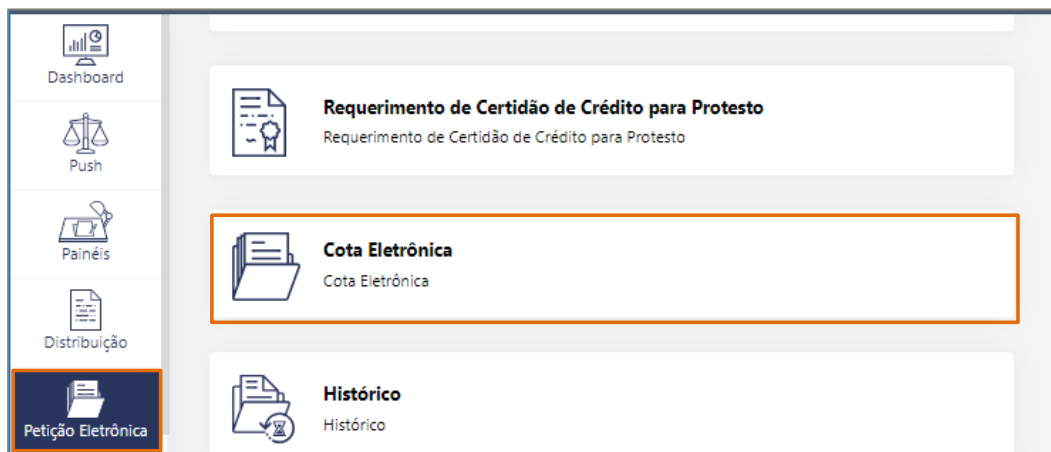 Dashboard
Push
Painéis
Distribuição
Petição Eletrônica
Requerimento de Certidão de Crédito para Protesto
Requerimento de Certidão de Crédito para Protesto
Cota Eletrônica
Cota Eletrônica
Histórico
Histórico